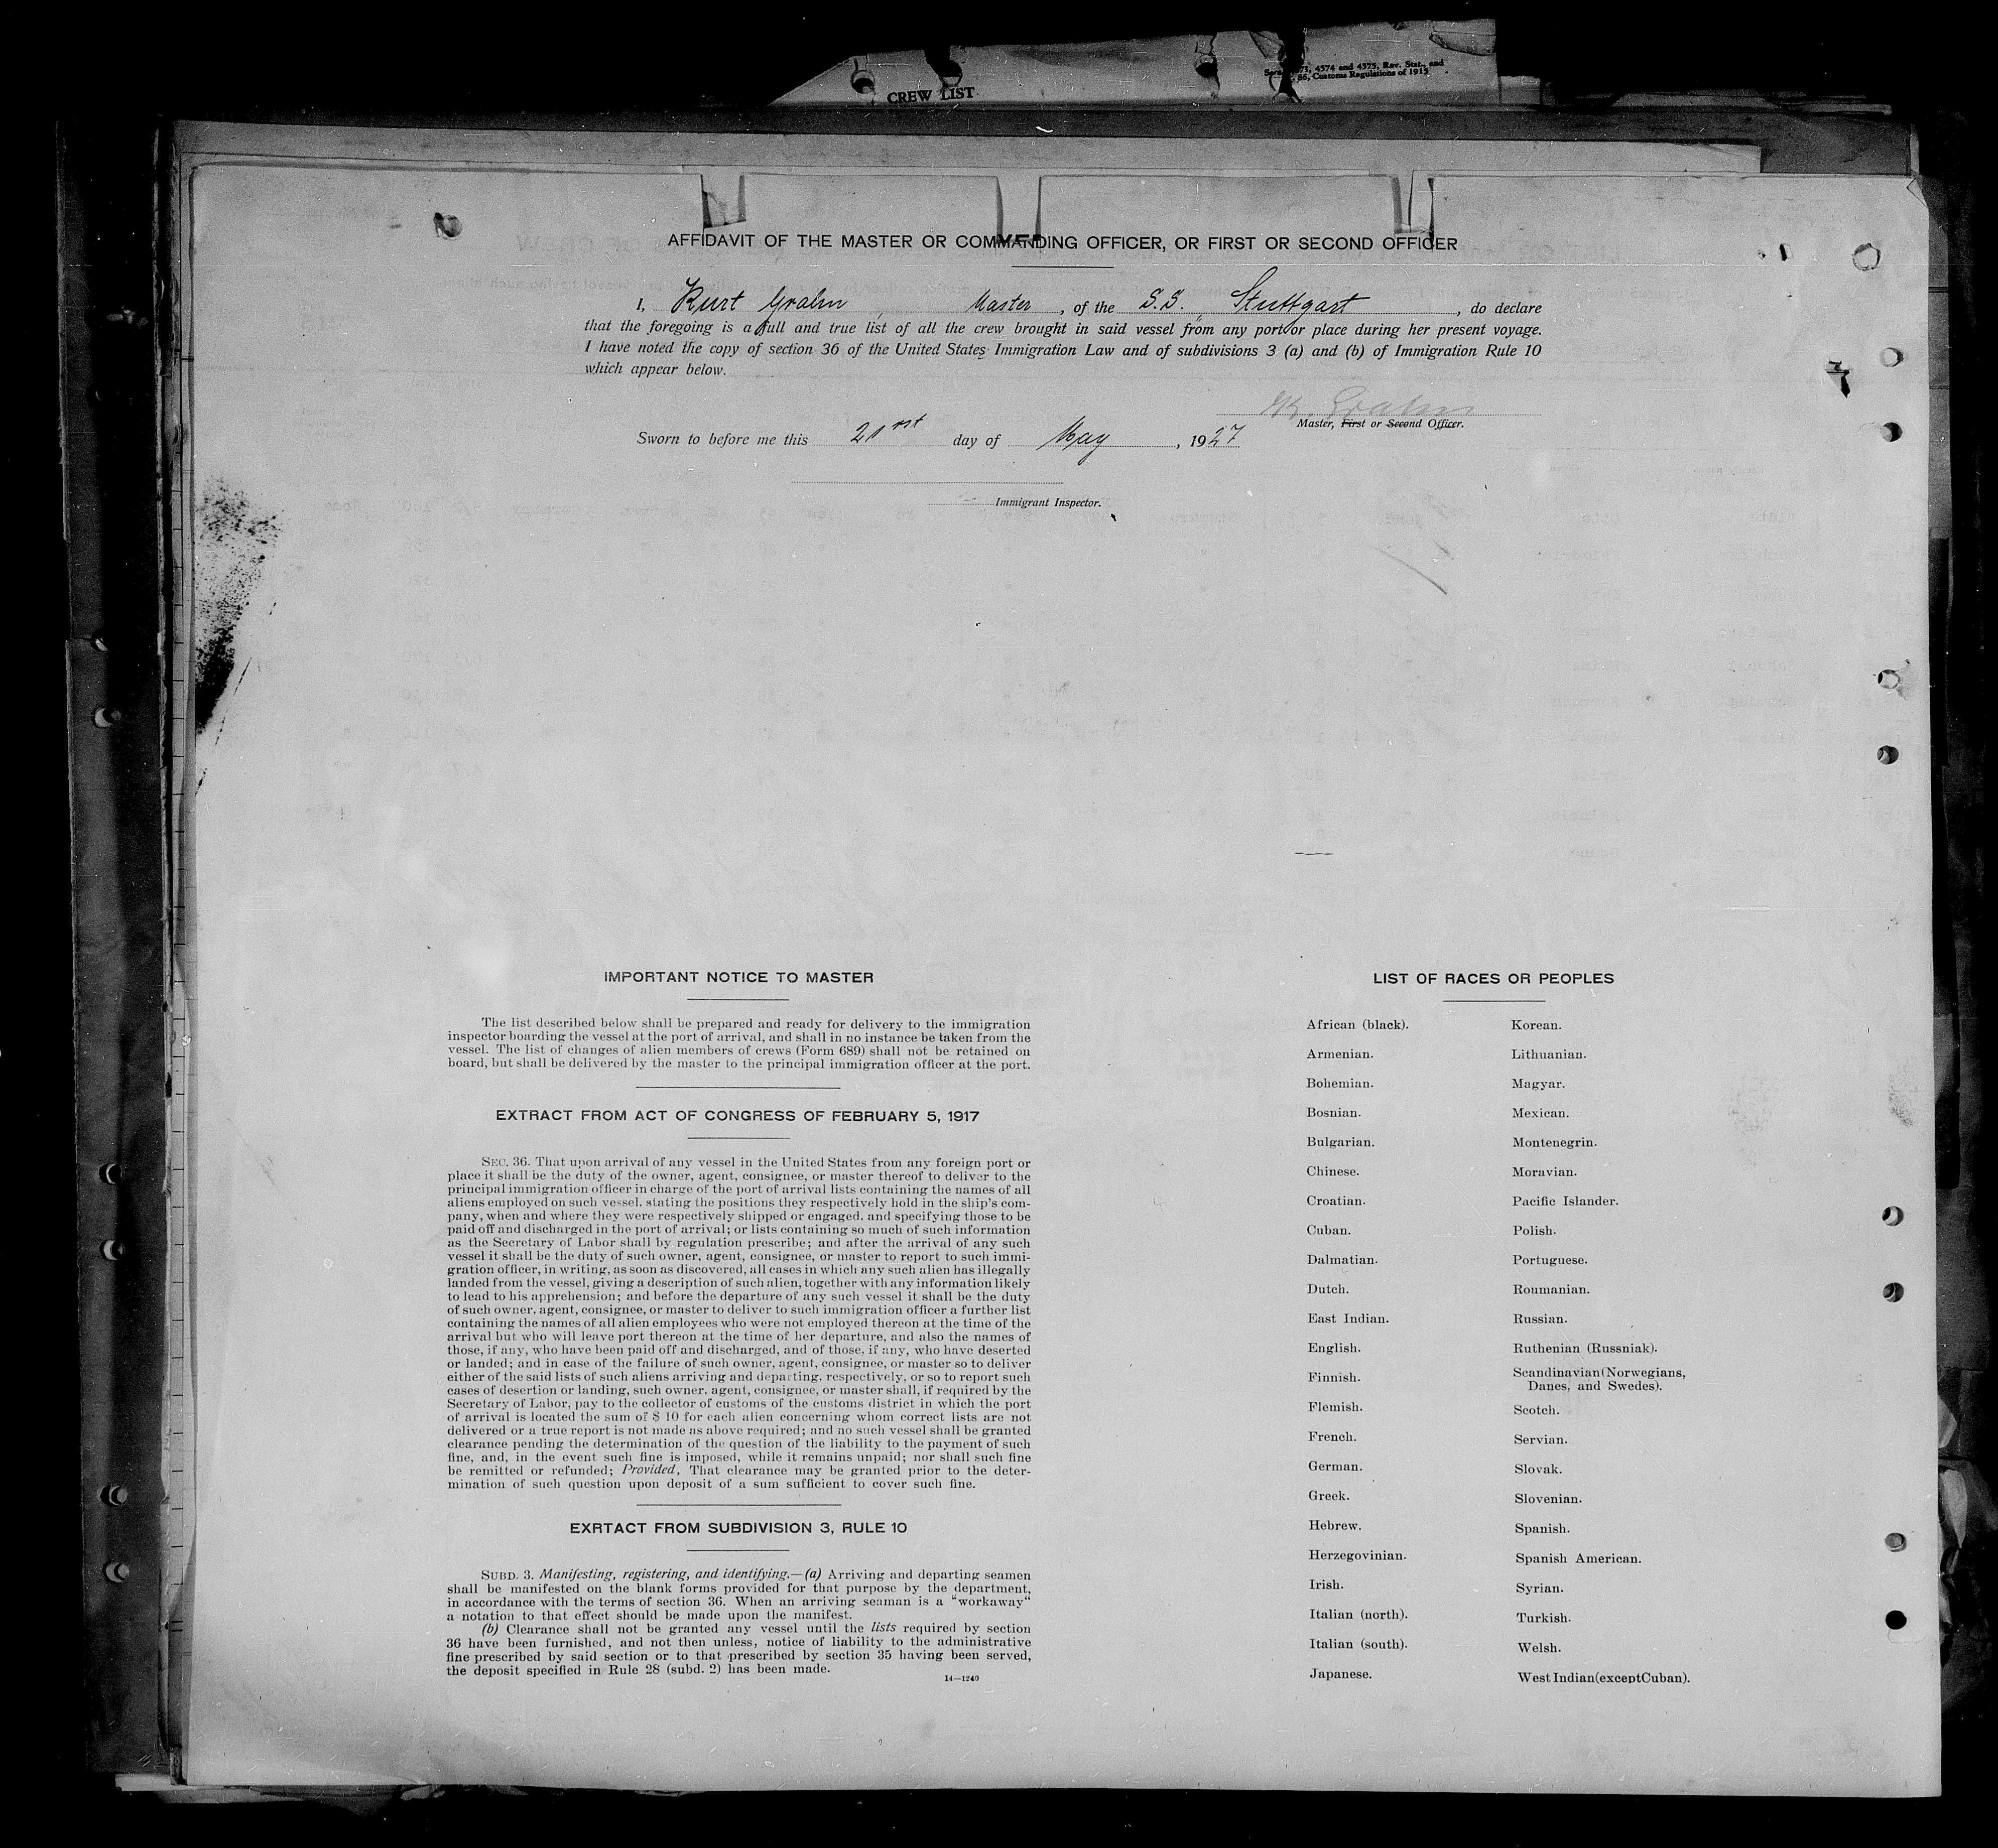 CREW LIST
4574 and 4575, Rev. Stat., and
86, Customs Regulations of 1915
AFFIDAVIT OF THE MASTER OR COMMANDING OFFICER, OR FIRST OR SECOND OFFICER
I, Kurt Grahn, Master, of the S.S. "Stuttgart", do declare
that the foregoing is a full and true list of all the crew brought in said vessel from any port or place during her present voyage.
I have noted the copy of section 36 of the United States Immigration Law and of subdivisions 3 (a) and (b) of Immigration Rule 10
which appear below.
K. Grahn
Master, First or Second Officer.
Sworn to before me this 21st day of May, 1927
Immigrant Inspector.
IMPORTANT NOTICE TO MASTER
The list described below shall be prepared and ready for delivery to the immigration
inspector boarding the vessel at the port of arrival, and shall in no instance be taken from the
vessel. The list of changes of alien members of crews (Form 689) shall not be retained on
board, but shall be delivered by the master to the principal immigration officer at the port.
EXTRACT FROM ACT OF CONGRESS OF FEBRUARY 5, 1917
SEC. 36. That upon arrival of any vessel in the United States from any foreign port or
place it shall be the duty of the owner, agent, consignee, or master thereof to deliver to the
principal immigration officer in charge of the port of arrival lists containing the names of all
aliens employed on such vessel, stating the positions they respectively hold in the ship's com-
pany, when and where they were respectively shipped or engaged, and specifying those to be
paid off and discharged in the port of arrival; or lists containing so much of such information
as the Secretary of Labor shall by regulation prescribe; and after the arrival of any such
vessel it shall be the duty of such owner, agent, consignee, or master to report to such immi-
gration officer, in writing, as soon as discovered, all cases in which any such alien has illegally
landed from the vessel, giving a description of such alien, together with any information likely
to lead to his apprehension; and before the departure of any such vessel it shall be the duty
of such owner, agent, consignee, or master to deliver to such immigration officer a further list
containing the names of all alien employees who were not employed thereon at the time of the
arrival but who will leave port thereon at the time of her departure, and also the names of
those, if any, who have been paid off and discharged, and of those, if any, who have deserted
or landed; and in case of the failure of such owner, agent, consignee, or master so to deliver
either of the said lists of such aliens arriving and departing, respectively, or so to report such
cases of desertion or landing, such owner, agent, consignee, or master shall, if required by the
Secretary of Labor, pay to the collector of customs of the customs district in which the port
of arrival is located the sum of $ 10 for each alien concerning whom correct lists are not
delivered or a true report is not made as above required; and no such vessel shall be granted
clearance pending the determination of the question of the liability to the payment of such
fine, and, in the event such fine is imposed, while it remains unpaid; nor shall such fine
be remitted or refunded; Provided, That clearance may be granted prior to the deter-
mination of such question upon deposit of a sum sufficient to cover such fine.
EXRTACT FROM SUBDIVISION 3, RULE 10
SUBD. 3. Manifesting, registering, and identifying.—(a) Arriving and departing seamen
shall be manifested on the blank forms provided for that purpose by the department,
in accordance with the terms of section 36. When an arriving seaman is a "workaway"
a notation to that effect should be made upon the manifest.
(b) Clearance shall not be granted any vessel until the lists required by section
36 have been furnished, and not then unless, notice of liability to the administrative
fine prescribed by said section or to that prescribed by section 35 having been served,
the deposit specified in Rule 28 (subd. 2) has been made.
14—1240
LIST OF RACES OR PEOPLES
African (black).
Armenian.
Bohemian.
Bosnian.
Bulgarian.
Chinese.
Croatian.
Cuban.
Dalmatian.
Dutch.
East Indian.
English.
Finnish.
Flemish.
French.
German.
Greek.
Hebrew.
Herzegovinian.
Irish.
Italian (north).
Italian (south).
Japanese.
Korean.
Lithuanian.
Magyar.
Mexican.
Montenegrin.
Moravian.
Pacific Islander.
Polish.
Portuguese.
Roumanian.
Russian.
Ruthenian (Russniak).
Scandinavian (Norwegians,
Danes, and Swedes).
Scotch.
Servian.
Slovak.
Slovenian.
Spanish.
Spanish American.
Syrian.
Turkish.
Welsh.
West Indian (except Cuban).